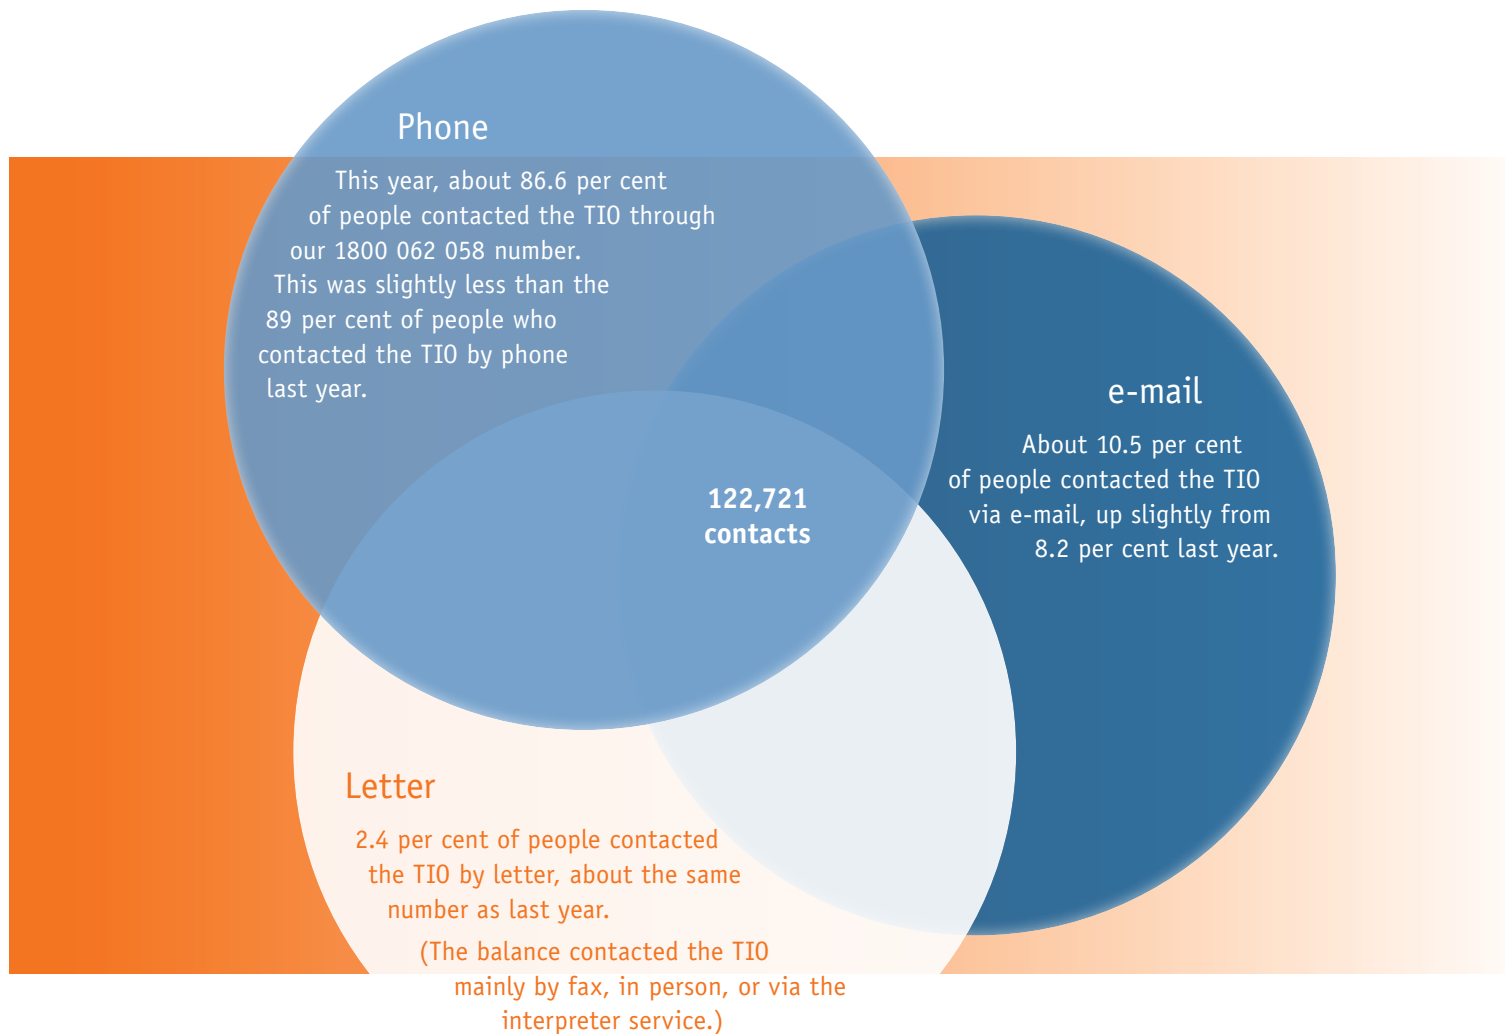 Phone
This year, about 86.6 per cent
of people contacted the TIO through
our 1800 062 058 number.
This was slightly less than the
89 per cent of people who
contacted the TIO by phone
last year.
e-mail
About 10.5 per cent
of people contacted the TIO
via e-mail, up slightly from
8.2 per cent last year.
122,721
contacts
Letter
2.4 per cent of people contacted
the TIO by letter, about the same
number as last year.
(The balance contacted the TIO
mainly by fax, in person, or via the
interpreter service.)